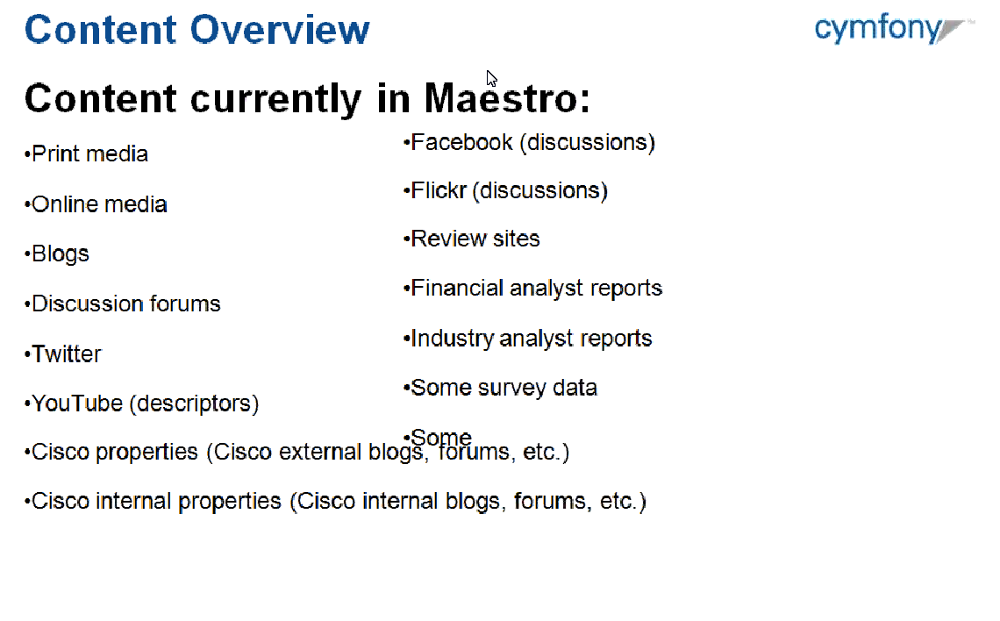 Content Overview
cymfony
Content currently in Maestro:
•Print media
•Online media
•Blogs
•Discussion forums
•Twitter
•YouTube (descriptors)
•Cisco properties (Cisco external blogs, forums, etc.)
•Cisco internal properties (Cisco internal blogs, forums, etc.)
•Facebook (discussions)
•Flickr (discussions)
•Review sites
•Financial analyst reports
•Industry analyst reports
•Some survey data
•Some